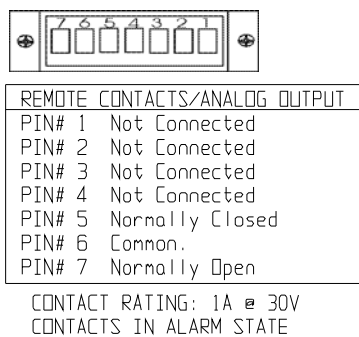 7 6 5 4 3 2 1
REMOTE CONTACTS/ANALOG OUTPUT
PIN# 1 Not Connected
PIN# 2 Not Connected
PIN# 3 Not Connected
PIN# 4 Not Connected
PIN# 5 Normally Closed
PIN# 6 Common.
PIN# 7 Normally Open
CONTACT RATING: 1A @ 30V
CONTACTS IN ALARM STATE